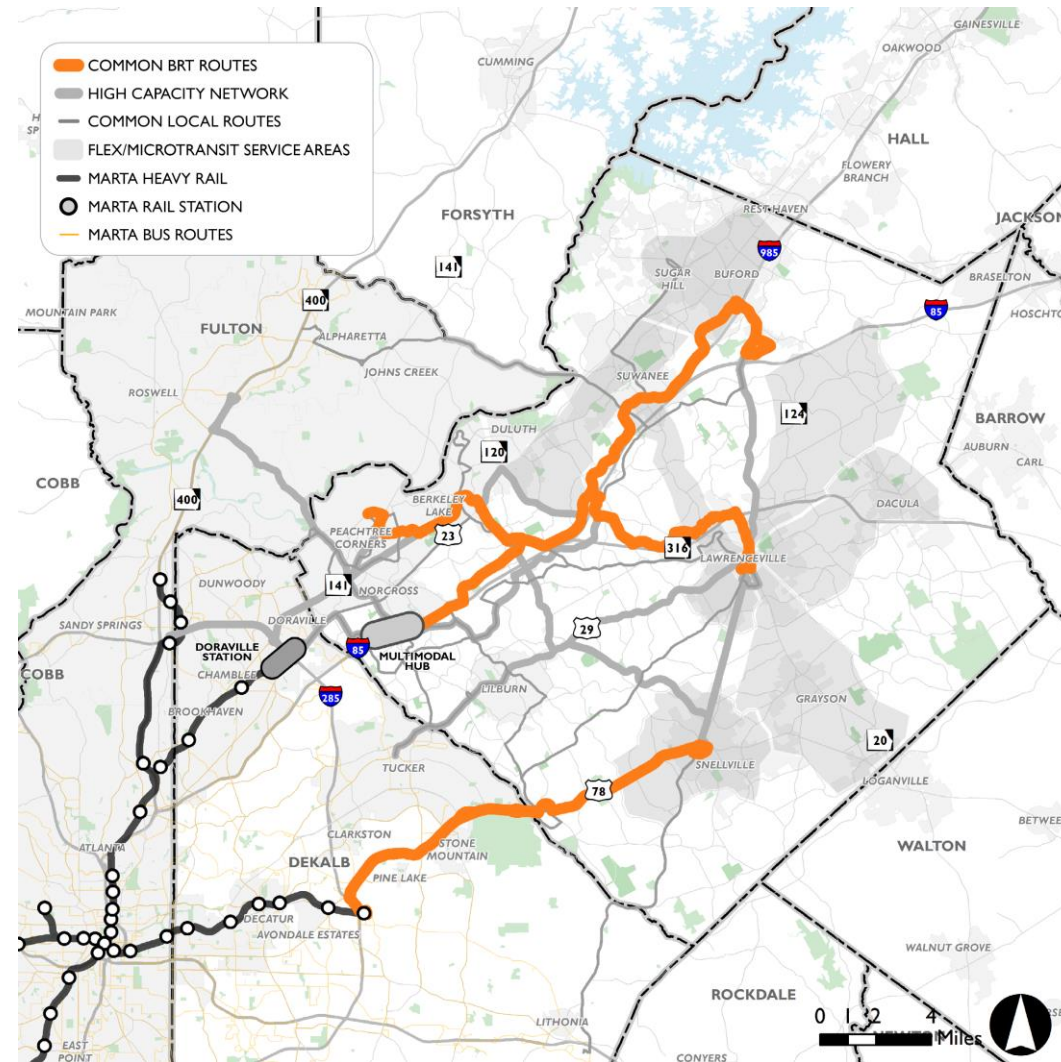 COMMON BRT ROUTES
HIGH CAPACITY NETWORK
COMMON LOCAL ROUTES
FLEX/MICROTRANSIT SERVICE AREAS
MARTA HEAVY RAIL
MARTA RAIL STATION
MARTA BUS ROUTES
GAINESVILLE
OAKWOOD
CUMMING
HALL
FLOWERY
BRANCH
FORSYTH
REST HAVEN
JACKSON
141
985
SUGAR
HILL
BUFORD
BRASELTON
400
85
MOUNTAIN PARK
HOSCHTO
FULTON
ALPHARETTA
JOHNS CREEK
SUWANEE
ROSWELL
124
BARROW
DULUTH
120
AUBURN
CARL
COBB
400
BERKELEY
LAKE
DACULA
PEACHTREE
CORNERS
23
316
LAWRENCEVILLE
DUNWOODY
141
NORCROSS
SANDY SPRINGS
DORAVILLE
29
DORAVILLE
STATION
85
MULTIMODAL
HUB
COBB
CHAMBLEE
285
LILBURN
GRAYSON
BROOKHAVEN
20
SNELLVILLE
TUCKER
LOGANVILLE
78
BETWEE
CLARKSTON
ATLANTA
STONE
MOUNTAIN
WALTON
DEKALB
PINE LAKE
DECATUR
AVONDALE ESTATES
WALNUT GROVE
ROCKDALE
LITHONIA
0 1 2 4
Miles
EAST
POINT
CONYERS